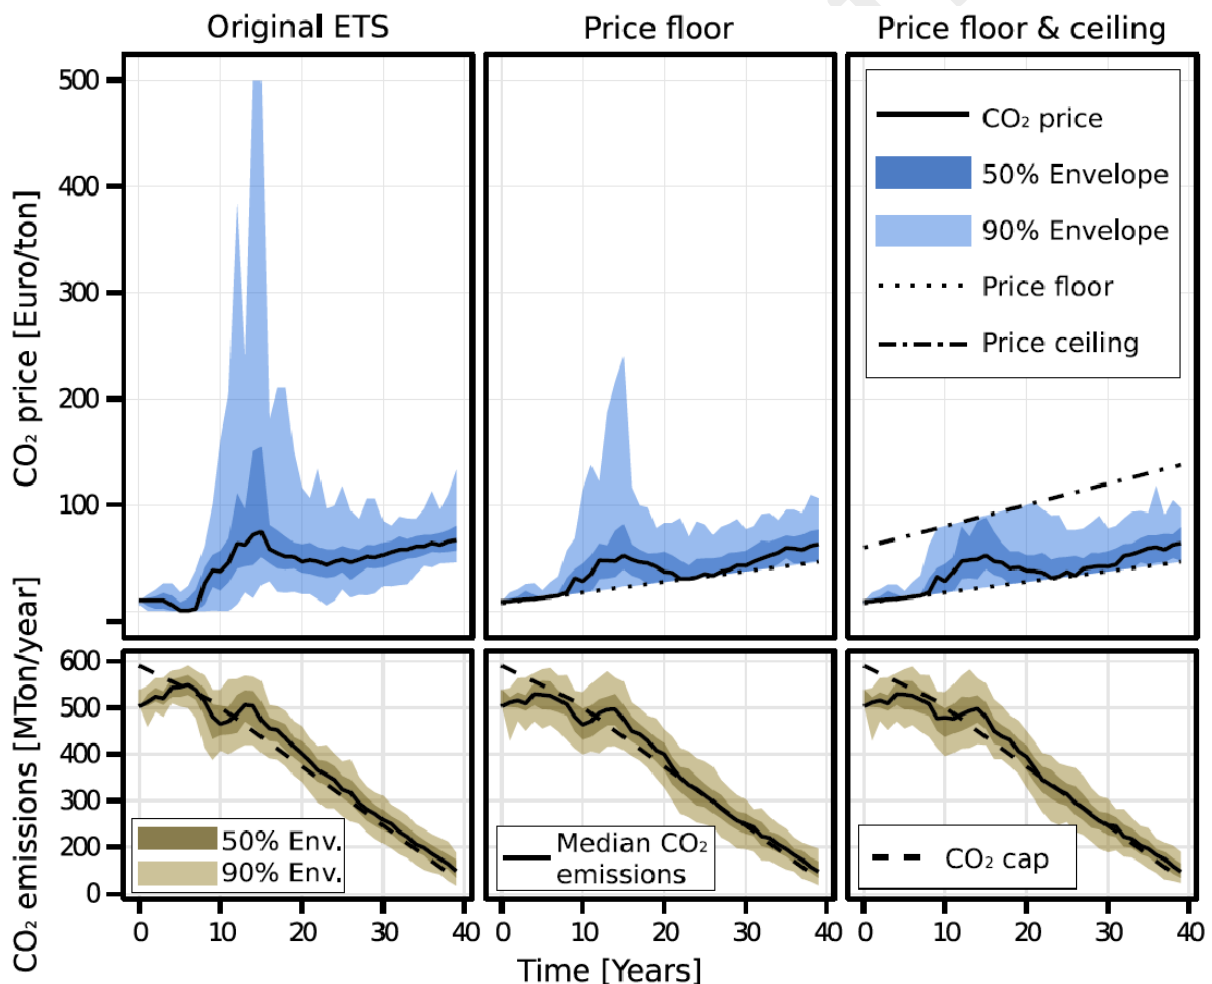 Original ETS
Price floor
Price floor & ceiling
CO₂ price [Euro/ton]
500
400
300
200
100
CO₂ price
50% Envelope
90% Envelope
Price floor
Price ceiling
CO₂ emissions [MTon/year]
600
500
400
300
200
0
50% Env.
90% Env.
Median CO₂
emissions
CO₂ cap
0 10 20 30 40
0 10 20 30 40
0 10 20 30 40
Time [Years]